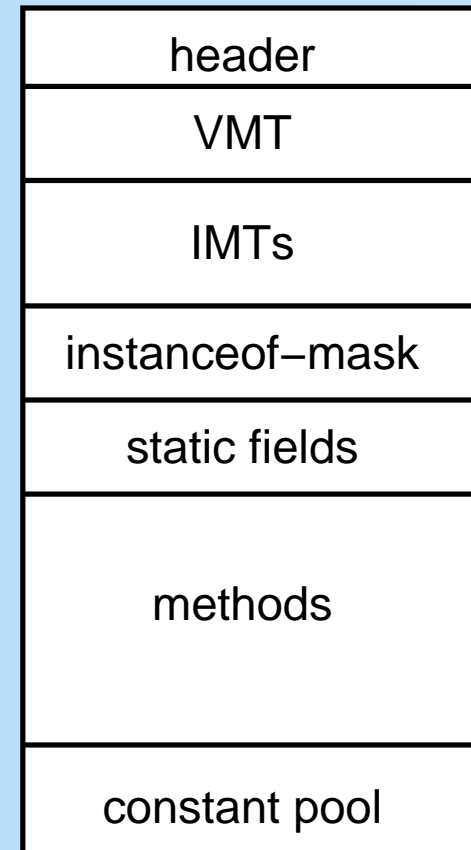 header
VMT
IMTs
instanceof−mask
static fields
methods
constant pool